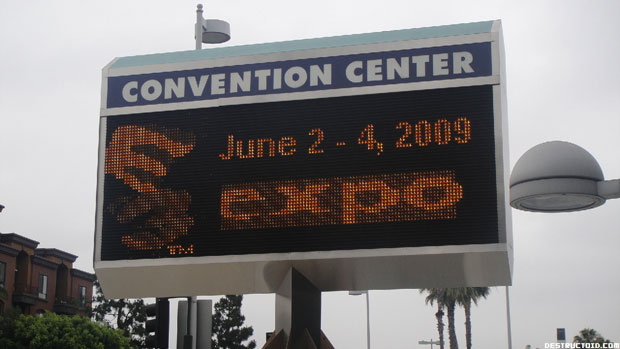 CONVENTION CENTER
June 2 - 4, 2009
expo
DESTRUCTOID.COM